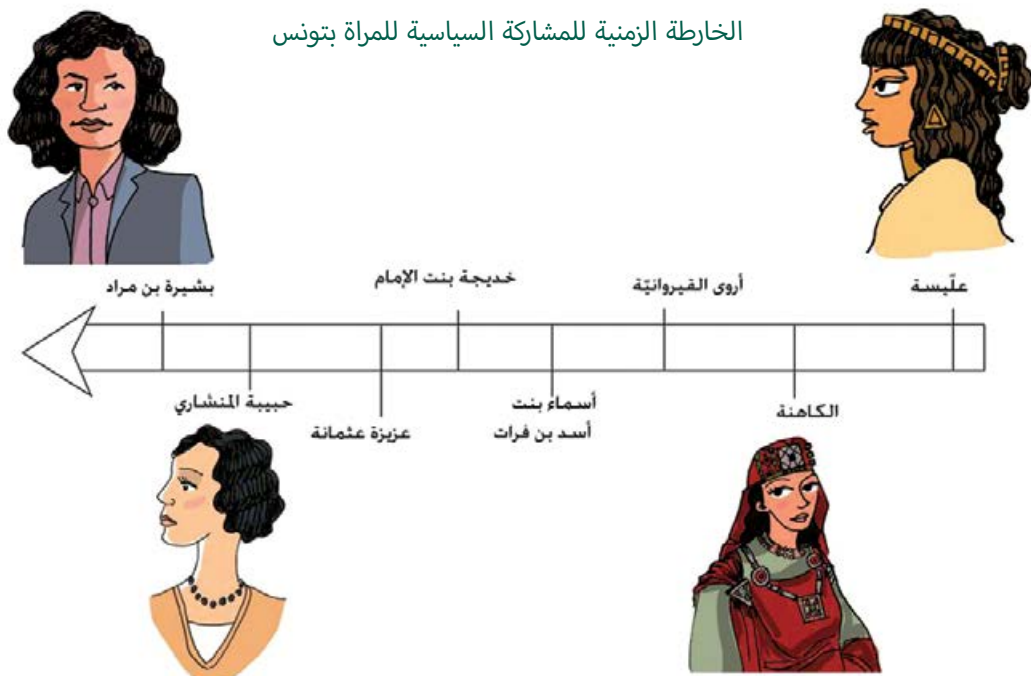 الخارطة الزمنية للمشاركة السياسية للمراة بتونس
علّيسة
أروى القيروانيّة
خديجة بنت الإمام
بشيرة بن مراد
الكاهنة
أسماء بنت
أسد بن فرات
عزيزة عثمانة
حبيبة المنشاري